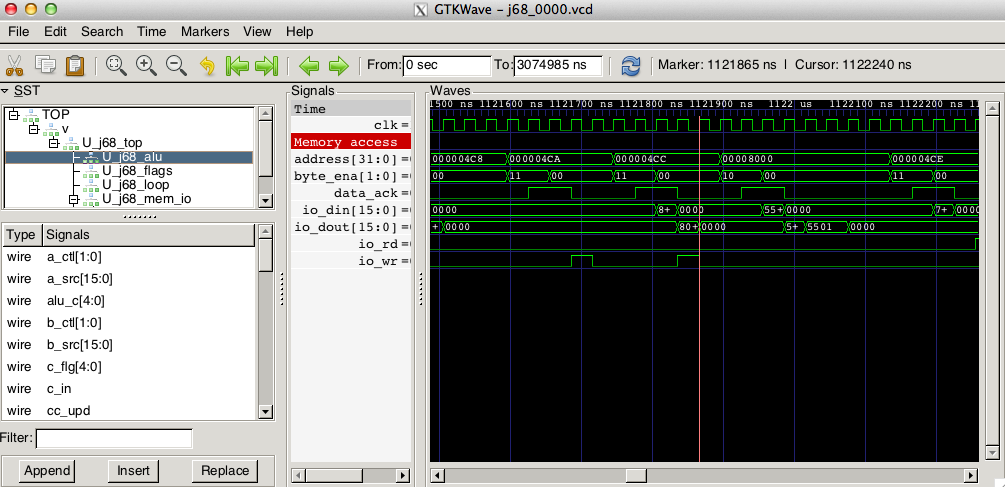 GTKWave - j68_0000.vcd
File Edit Search Time Markers View Help
From: 0 sec To: 3074985 ns Marker: 1121865 ns | Cursor: 1122240 ns
SST
TOP
v
U_j68_top
U_j68_alu
U_j68_flags
U_j68_loop
U_j68_mem_io
Type Signals
wire a_ctl[1:0]
wire a_src[15:0]
wire alu_c[4:0]
wire b_ctl[1:0]
wire b_src[15:0]
wire c_flg[4:0]
wire c_in
wire cc_upd
Filter:
Append Insert Replace
Signals
Time
clk =
Memory access
address[31:0] =
byte_ena[1:0] =
data_ack =
io_din[15:0] =
io_dout[15:0] =
io_rd =
io_wr =
Waves
1500 ns 1121600 ns 1121700 ns 1121800 ns 1121900 ns 1122 us 1122100 ns 1122200 ns
000004C8 000004CA 000004CC 00008000 000004CE
00 11 00 11 00 10 00 11 00
0000 8+ 0000 55+ 0000 7+ 0000
+ 0000 80+ 0000 5+ 5501 0000